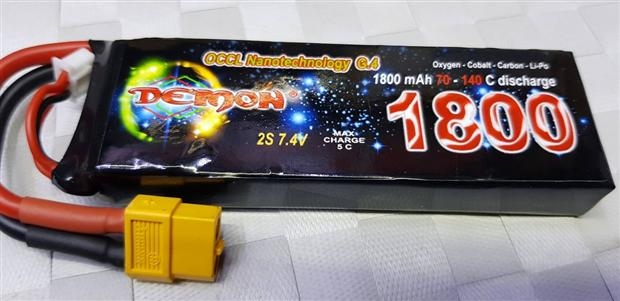 OCCL Nanotechnology G.4
Oxygen - Cobalt - Carbon - Li-Po
1800 mAh 70 - 140 C discharge
DEMON®
1800
2S 7.4V
MAX
CHARGE
5 C